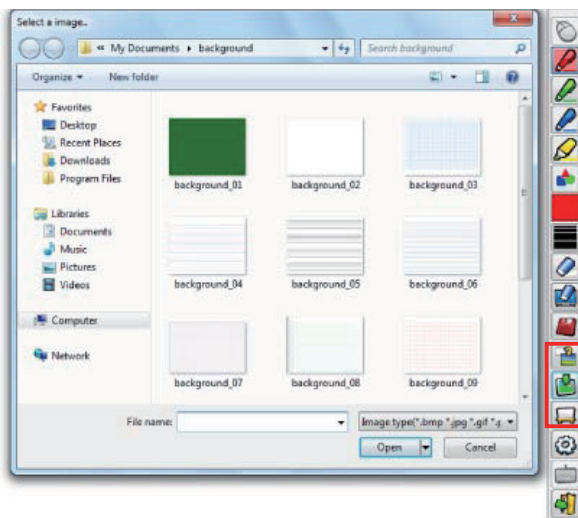 Select a image.
« My Documents ▸ background
Search background
Organize
New folder
Favorites
Desktop
Recent Places
Downloads
Program Files
Libraries
Documents
Music
Pictures
Videos
Computer
Network
background_01
background_02
background_03
background_04
background_05
background_06
background_07
background_08
background_09
File name:
Image type(*.bmp *.jpg *.gif *.
Open
Cancel